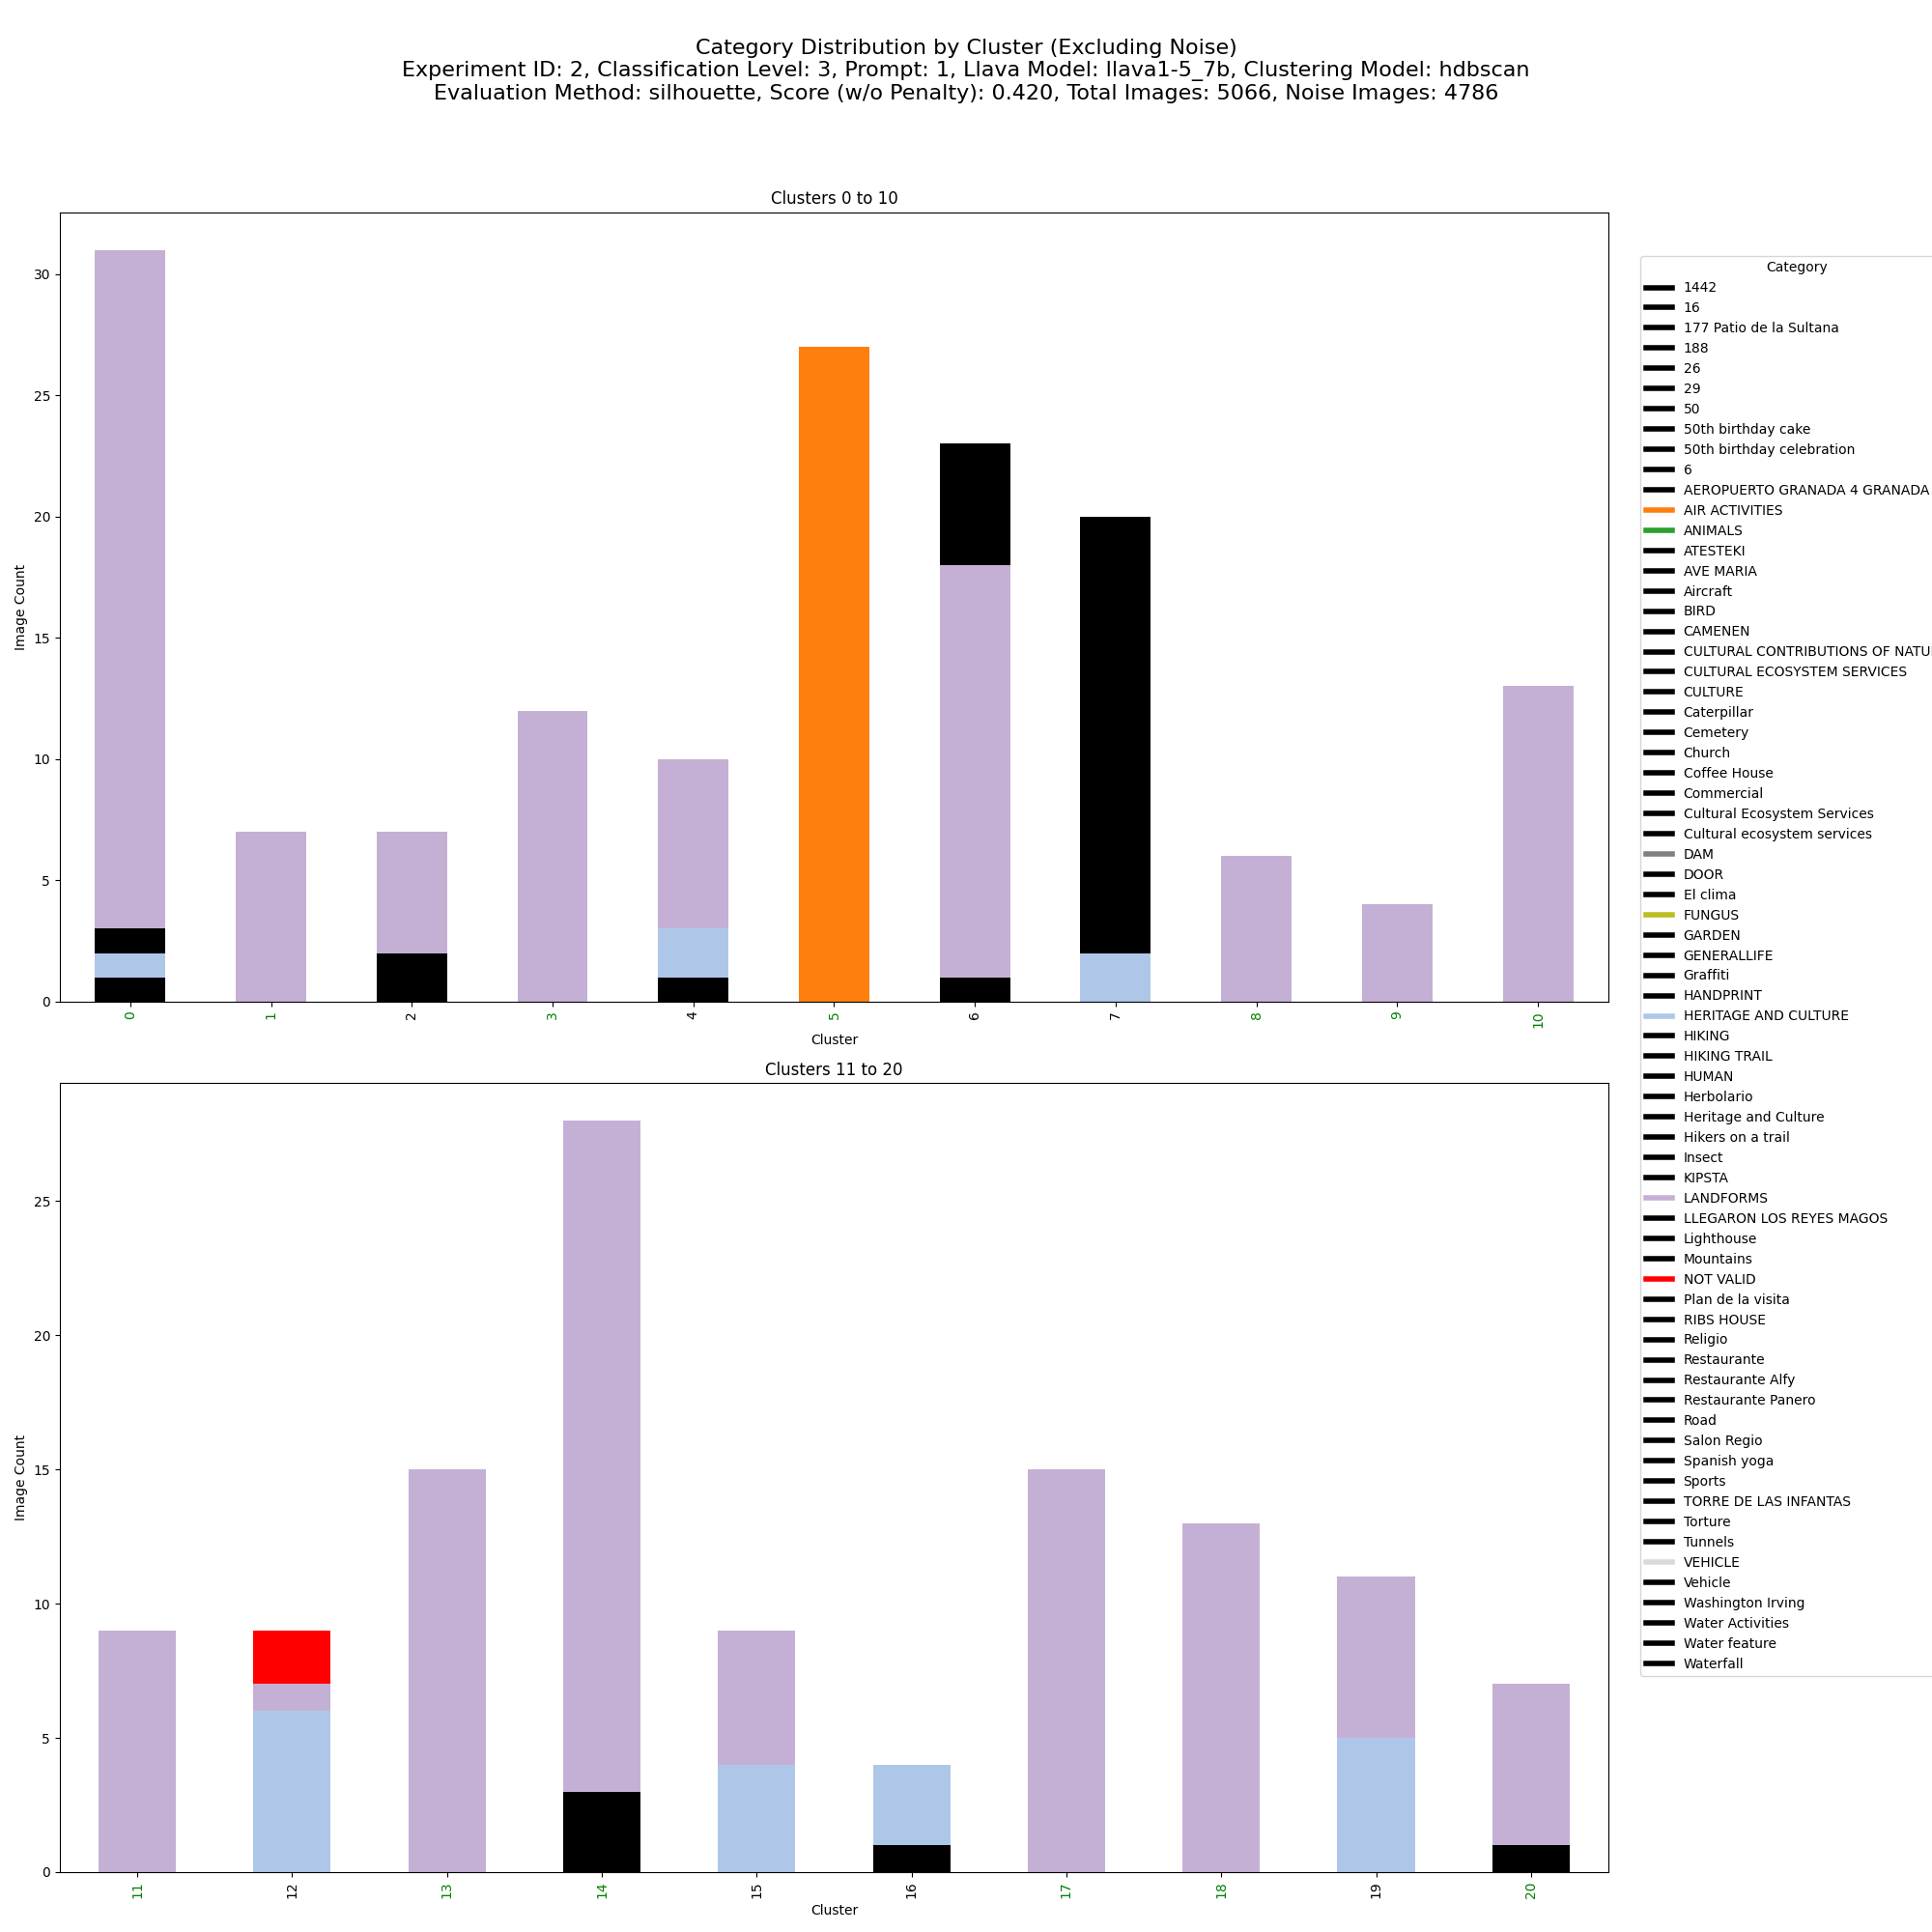 Category Distribution by Cluster (Excluding Noise)
Experiment ID: 2, Classification Level: 3, Prompt: 1, Llava Model: llava1-5_7b, Clustering Model: hdbscan
Evaluation Method: silhouette, Score (w/o Penalty): 0.420, Total Images: 5066, Noise Images: 4786
Clusters 0 to 10
Image Count
30
25
20
15
10
5
0
0 1 2 3 4 5 6 7 8 9 10
Cluster
Clusters 11 to 20
Image Count
25
20
15
10
5
0
11 12 13 14 15 16 17 18 19 20
Cluster
Category
1442
16
177 Patio de la Sultana
188
26
29
50
50th birthday cake
50th birthday celebration
6
AEROPUERTO GRANADA 4 GRANADA
AIR ACTIVITIES
ANIMALS
ATESTEKI
AVE MARIA
Aircraft
BIRD
CAMENEN
CULTURAL CONTRIBUTIONS OF NATU
CULTURAL ECOSYSTEM SERVICES
CULTURE
Caterpillar
Cemetery
Church
Coffee House
Commercial
Cultural Ecosystem Services
Cultural ecosystem services
DAM
DOOR
El clima
FUNGUS
GARDEN
GENERALLIFE
Graffiti
HANDPRINT
HERITAGE AND CULTURE
HIKING
HIKING TRAIL
HUMAN
Herbolario
Heritage and Culture
Hikers on a trail
Insect
KIPSTA
LANDFORMS
LLEGARON LOS REYES MAGOS
Lighthouse
Mountains
NOT VALID
Plan de la visita
RIBS HOUSE
Religio
Restaurante
Restaurante Alfy
Restaurante Panero
Road
Salon Regio
Spanish yoga
Sports
TORRE DE LAS INFANTAS
Torture
Tunnels
VEHICLE
Vehicle
Washington Irving
Water Activities
Water feature
Waterfall